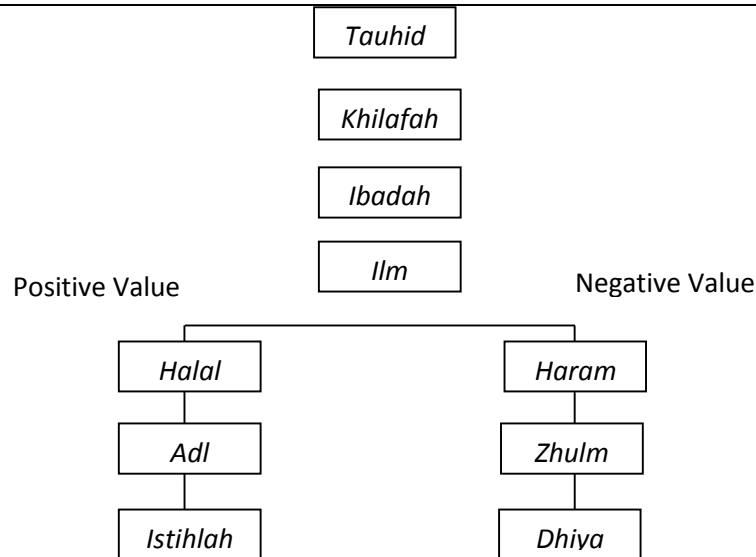 Tauhid
Khilafah
Ibadah
Ilm
Positive Value
Negative Value
Halal
Haram
Adl
Zhulm
Istihlah
Dhiya